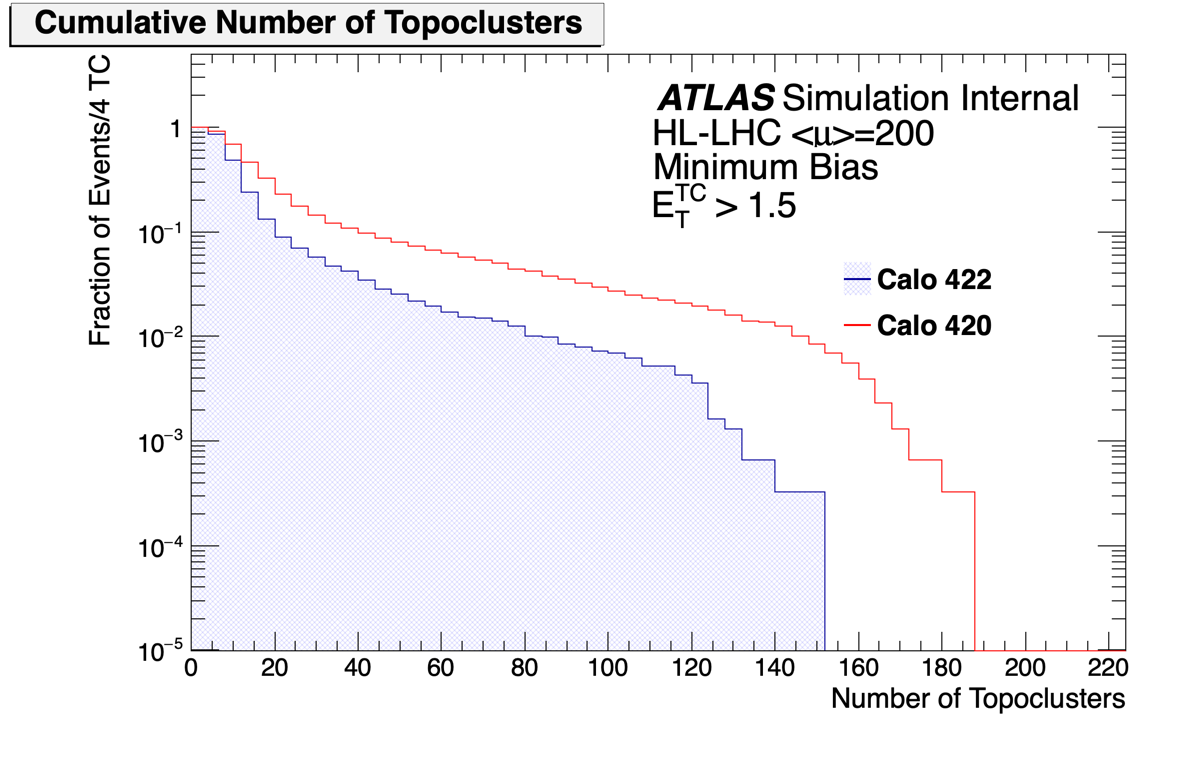 Cumulative Number of Topoclusters
Fraction of Events/4 TC
ATLAS Simulation Internal
HL-LHC <μ>=200
Minimum Bias
E_T^TC > 1.5
Calo 422
Calo 420
1
10^−1
10^−2
10^−3
10^−4
10^−5
0 20 40 60 80 100 120 140 160 180 200 220
Number of Topoclusters